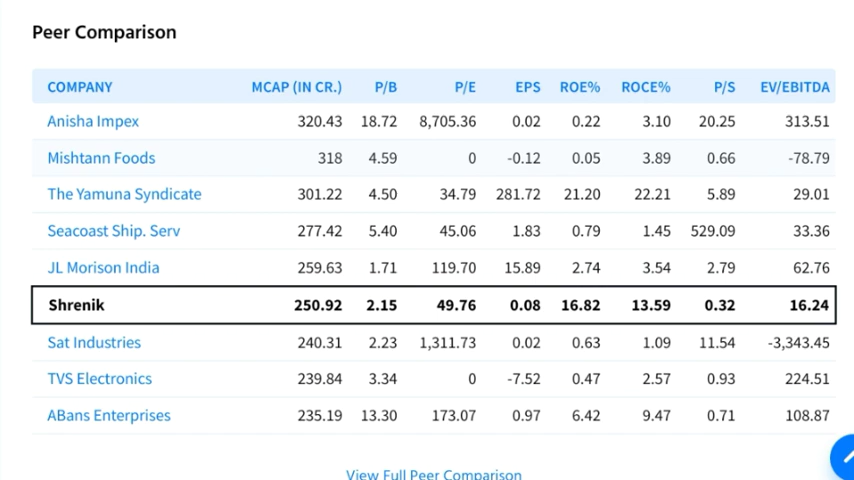 Peer Comparison
COMPANY MCAP (IN CR.) P/B P/E EPS ROE% ROCE% P/S EV/EBITDA
Anisha Impex 320.43 18.72 8,705.36 0.02 0.22 3.10 20.25 313.51
Mishtann Foods 318 4.59 0 -0.12 0.05 3.89 0.66 -78.79
The Yamuna Syndicate 301.22 4.50 34.79 281.72 21.20 22.21 5.89 29.01
Seacoast Ship. Serv 277.42 5.40 45.06 1.83 0.79 1.45 529.09 33.36
JL Morison India 259.63 1.71 119.70 15.89 2.74 3.54 2.79 62.76
Shrenik 250.92 2.15 49.76 0.08 16.82 13.59 0.32 16.24
Sat Industries 240.31 2.23 1,311.73 0.02 0.63 1.09 11.54 -3,343.45
TVS Electronics 239.84 3.34 0 -7.52 0.47 2.57 0.93 224.51
ABans Enterprises 235.19 13.30 173.07 0.97 6.42 9.47 0.71 108.87
View Full Peer Comparison